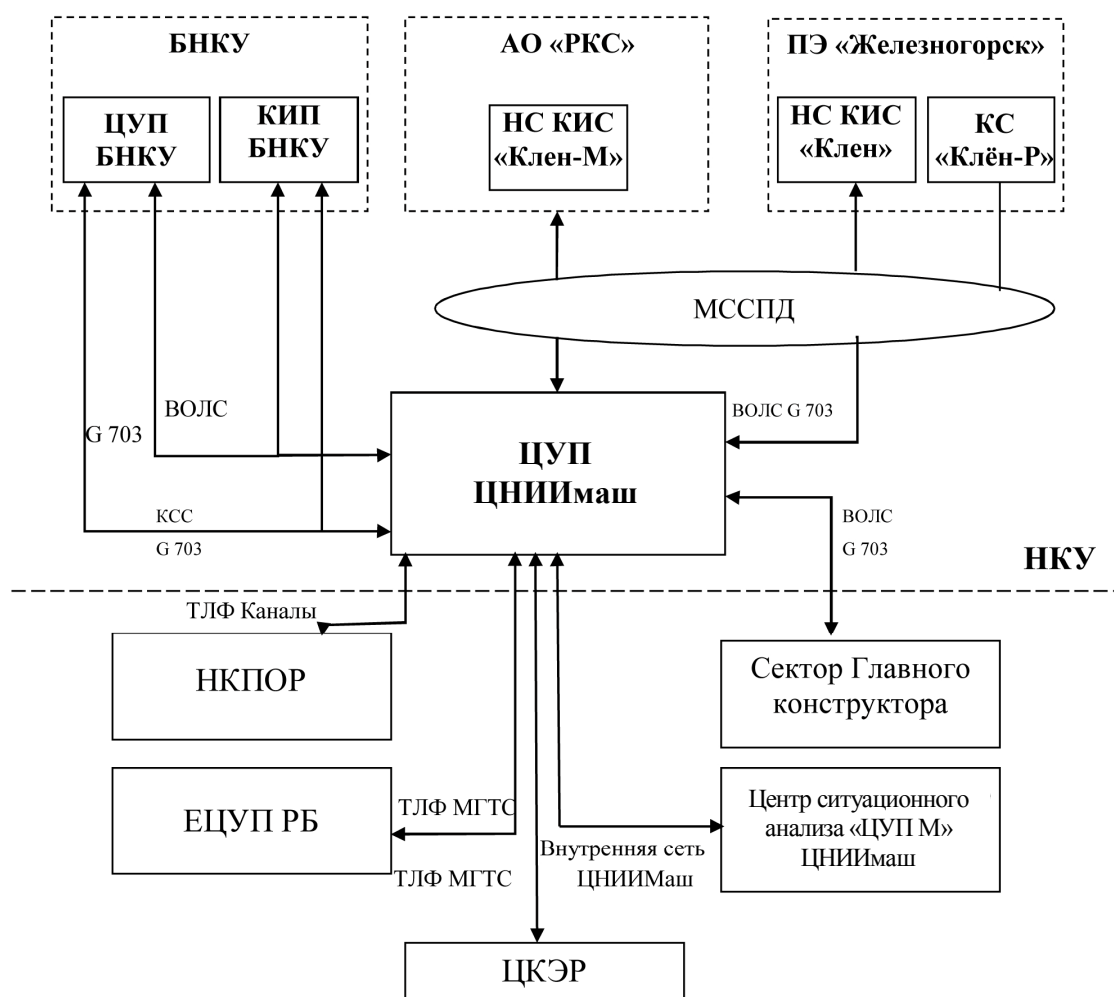 БНКУ
АО «РКС»
ПЭ «Железногорск»
ЦУП
БНКУ
КИП
БНКУ
НС КИС
«Клен-М»
НС КИС
«Клен»
КС
«Клён-Р»
МССПД
ВОЛС
G 703
ВОЛС G 703
ЦУП
ЦНИИмаш
КСС
G 703
ВОЛС
G 703
НКУ
ТЛФ Каналы
НКПОР
Сектор Главного
конструктора
ЕЦУП РБ
ТЛФ МГТС
ТЛФ МГТС
Внутренняя сеть
ЦНИИМаш
Центр ситуационного
анализа «ЦУП М»
ЦНИИмаш
ЦКЭР